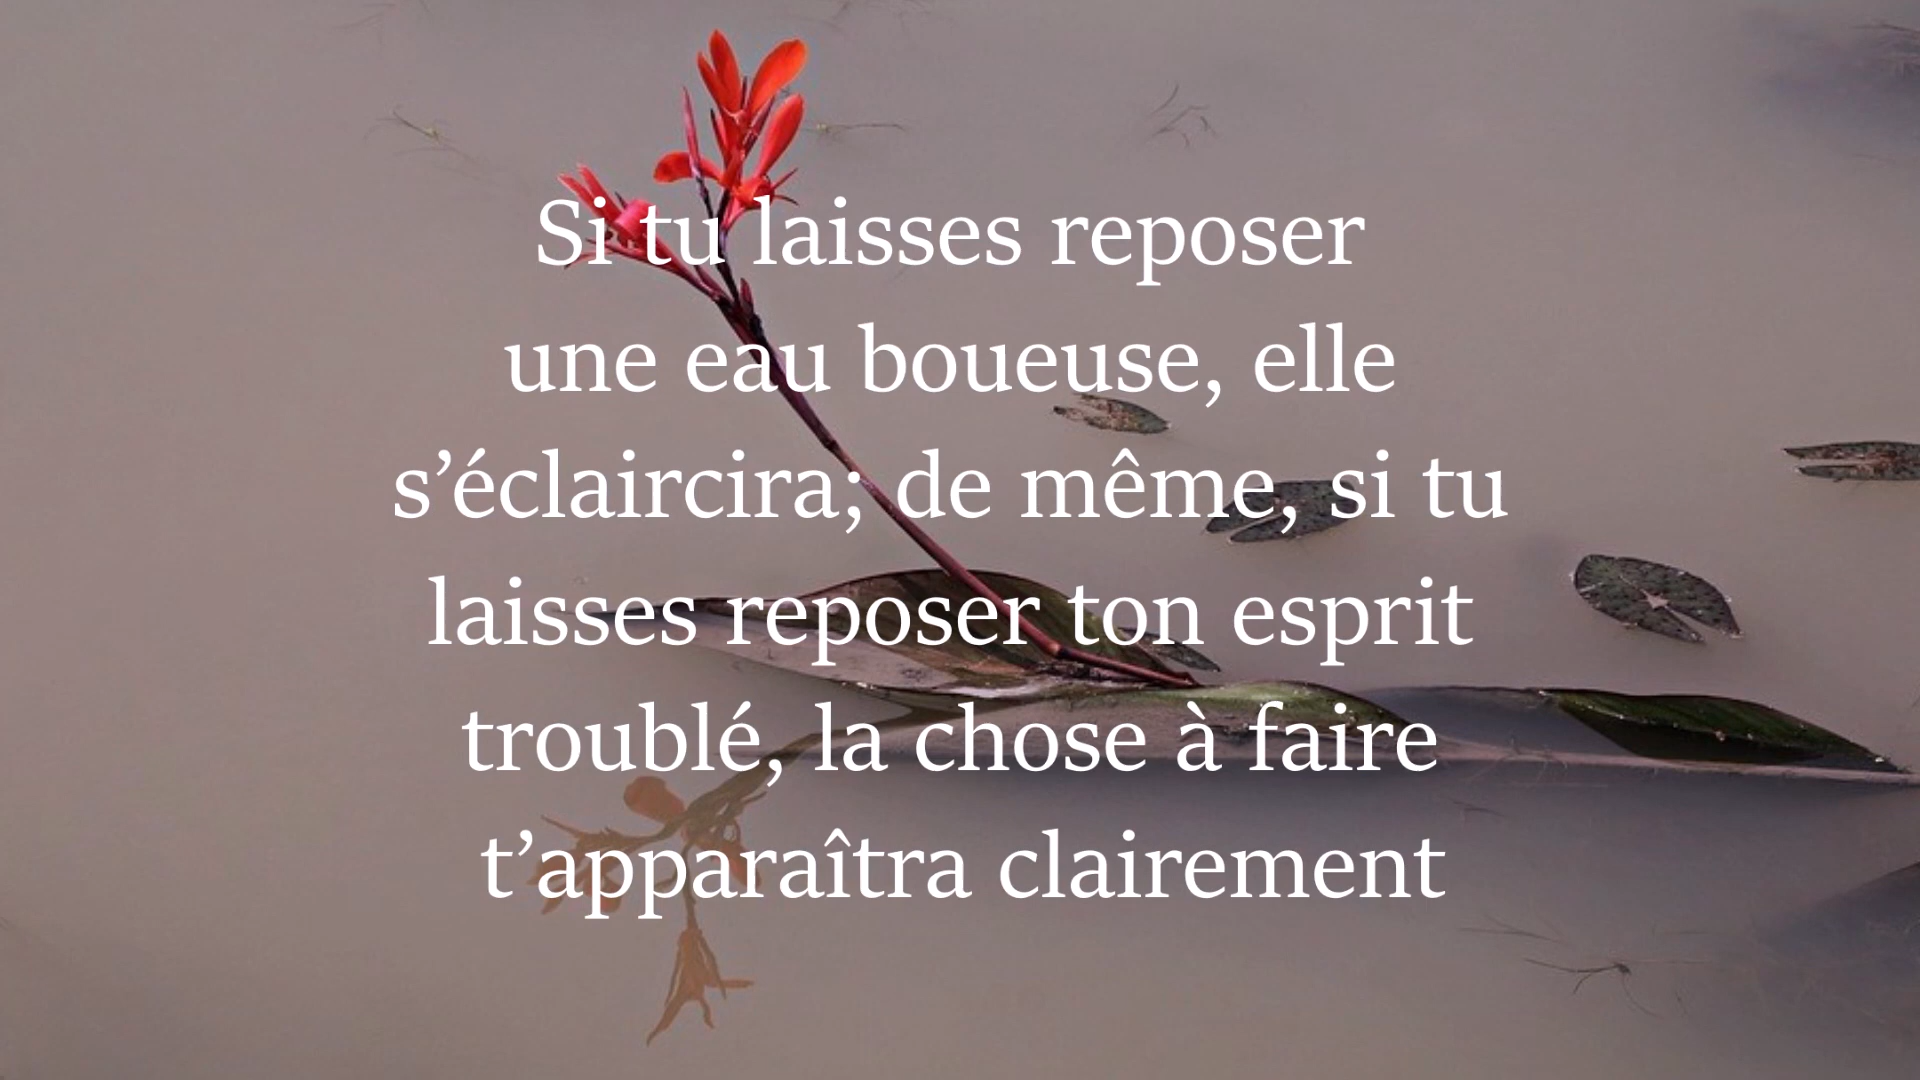 Si tu laisses reposer
une eau boueuse, elle
s’éclaircira; de même, si tu
laisses reposer ton esprit
troublé, la chose à faire
t’apparaîtra clairement